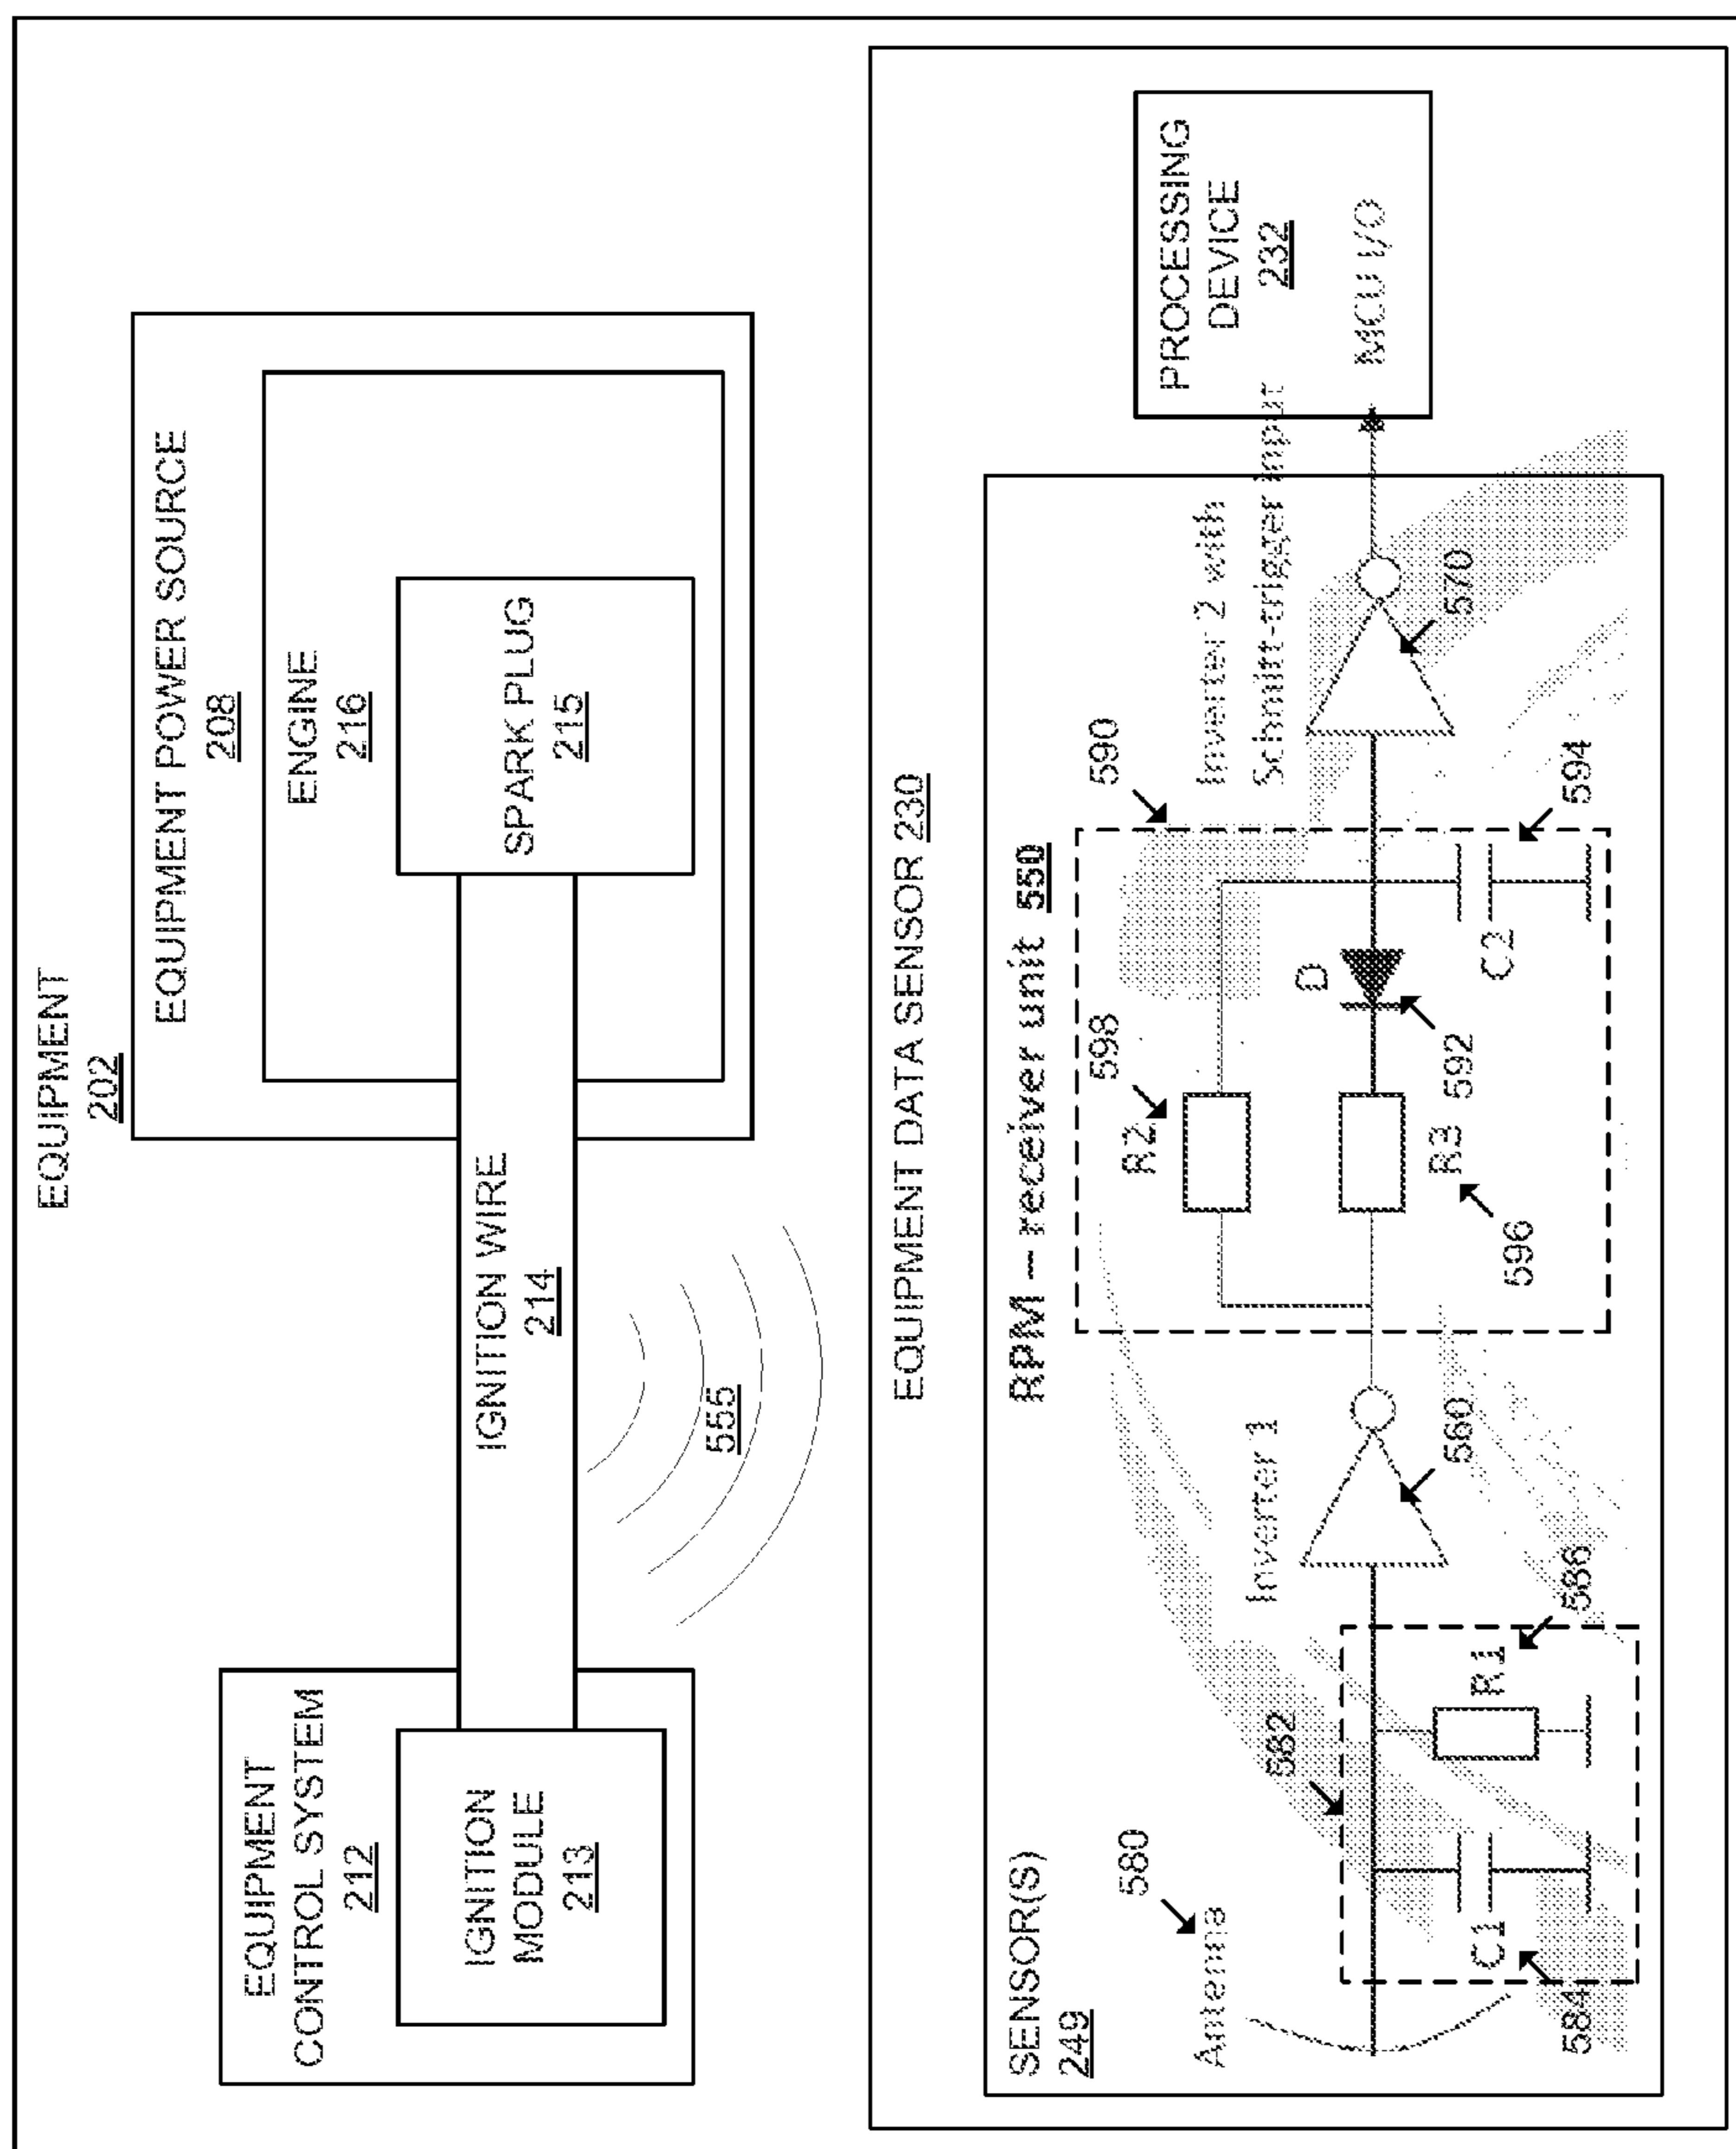 EQUIPMENT
202
EQUIPMENT POWER SOURCE
208
ENGINE
216
SPARK PLUG
215
IGNITION WIRE
214
555
EQUIPMENT
CONTROL SYSTEM
212
IGNITION
MODULE
213
EQUIPMENT DATA SENSOR 230
SENSOR(S)
249
RPM – receiver unit 550
Antenna
580
582
C1
584
R1
586
Inverter 1
560
590
R2
598
R3
596
D
592
C2
594
Inverter 2 with
Schmitt-trigger input
570
PROCESSING
DEVICE
232
MCU I/O